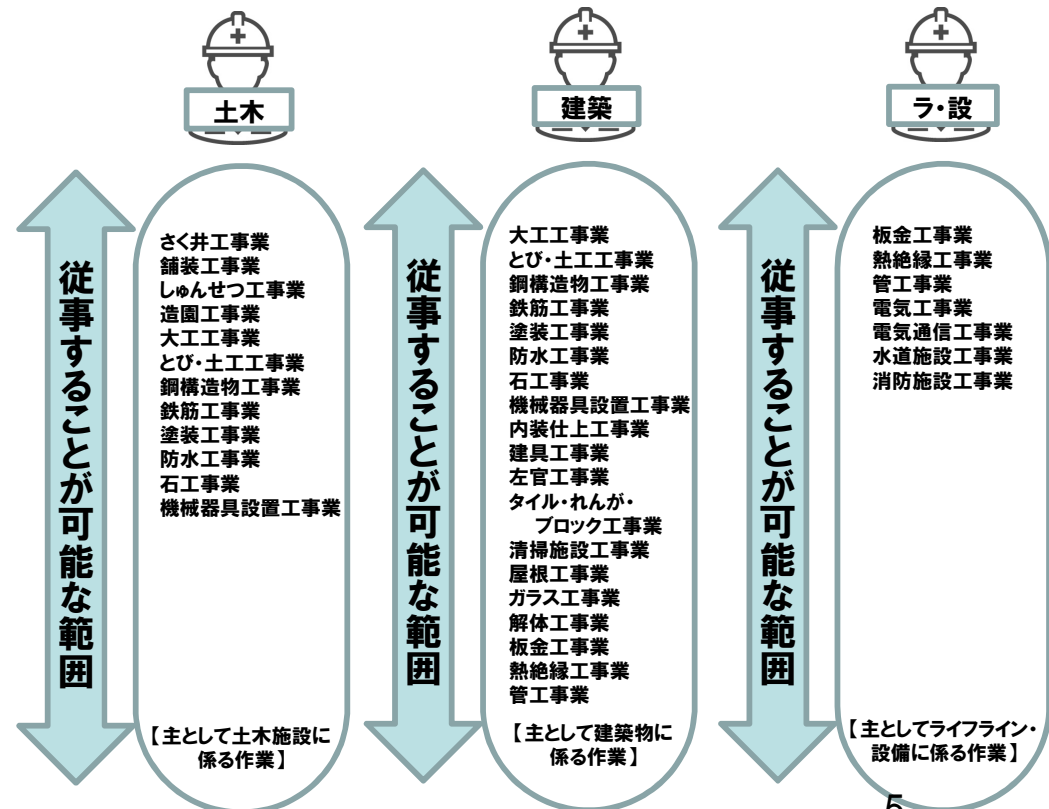 土木
従事することが可能な範囲
さく井工事業
舗装工事業
しゅんせつ工事業
造園工事業
大工工事業
とび・土工工事業
鋼構造物工事業
鉄筋工事業
塗装工事業
防水工事業
石工事業
機械器具設置工事業
【主として土木施設に
係る作業】
建築
従事することが可能な範囲
大工工事業
とび・土工工事業
鋼構造物工事業
鉄筋工事業
塗装工事業
防水工事業
石工事業
機械器具設置工事業
内装仕上工事業
建具工事業
左官工事業
タイル・れんが・
ブロック工事業
清掃施設工事業
屋根工事業
ガラス工事業
解体工事業
板金工事業
熱絶縁工事業
管工事業
【主として建築物に
係る作業】
ラ・設
従事することが可能な範囲
板金工事業
熱絶縁工事業
管工事業
電気工事業
電気通信工事業
水道施設工事業
消防施設工事業
【主としてライフライン・
設備に係る作業】
5